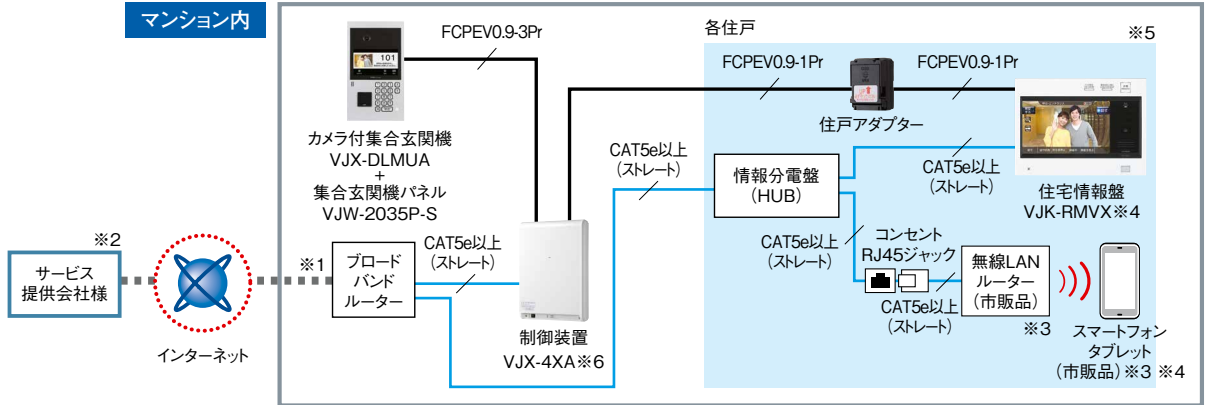 マンション内
各住戸
※5
FCPEV0.9-3Pr
FCPEV0.9-1Pr
FCPEV0.9-1Pr
101
カメラ付集合玄関機
VJX-DLMUA
+
集合玄関機パネル
VJW-2035P-S
住戸アダプター
CAT5e以上
(ストレート)
情報分電盤
(HUB)
CAT5e以上
(ストレート)
住宅情報盤
VJK-RMVX※4
※2
サービス
提供会社様
インターネット
※1
ブロード
バンド
ルーター
CAT5e以上
(ストレート)
制御装置
VJX-4XA※6
CAT5e以上
(ストレート)
コンセント
RJ45ジャック
CAT5e以上
(ストレート)
無線LAN
ルーター
(市販品)
※3
スマートフォン
タブレット
(市販品)※3 ※4